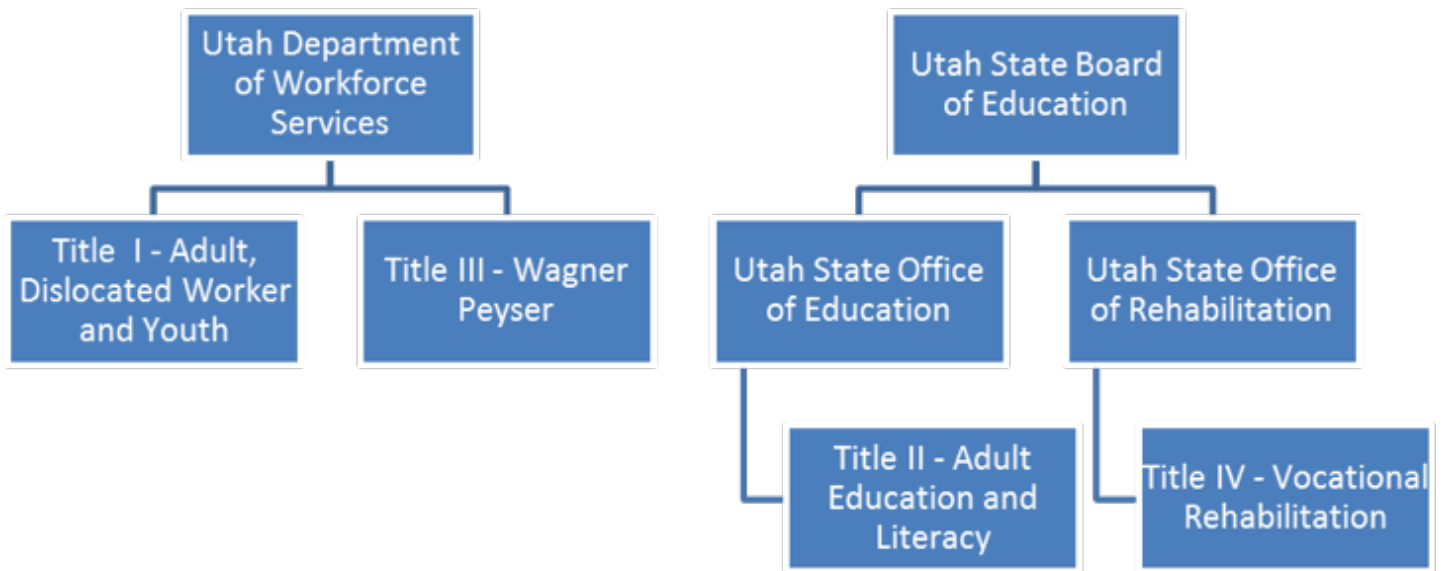 Utah Department
of Workforce
Services
Utah State Board
of Education
Title I - Adult,
Dislocated Worker
and Youth
Title III - Wagner
Peyser
Utah State Office
of Education
Utah State Office
of Rehabilitation
Title II - Adult
Education and
Literacy
Title IV - Vocational
Rehabilitation